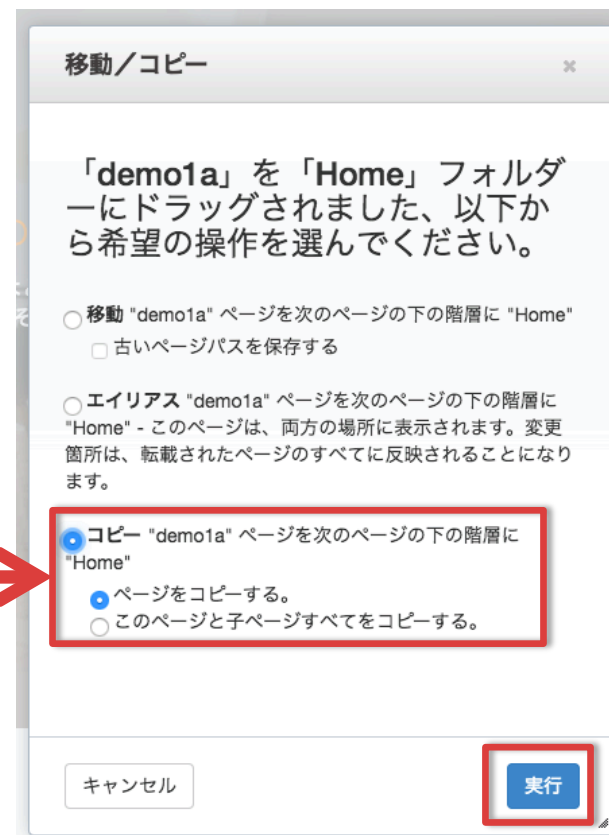 移動／コピー
「demo1a」を「Home」フォルダ
ーにドラッグされました、以下か
ら希望の操作を選んでください。
移動 "demo1a" ページを次のページの下の階層に "Home"
古いページパスを保存する
エイリアス "demo1a" ページを次のページの下の階層に
"Home" - このページは、両方の場所に表示されます。変更
箇所は、転載されたページのすべてに反映されることになり
ます。
コピー "demo1a" ページを次のページの下の階層に
"Home"
ページをコピーする。
このページと子ページすべてをコピーする。
キャンセル
実行